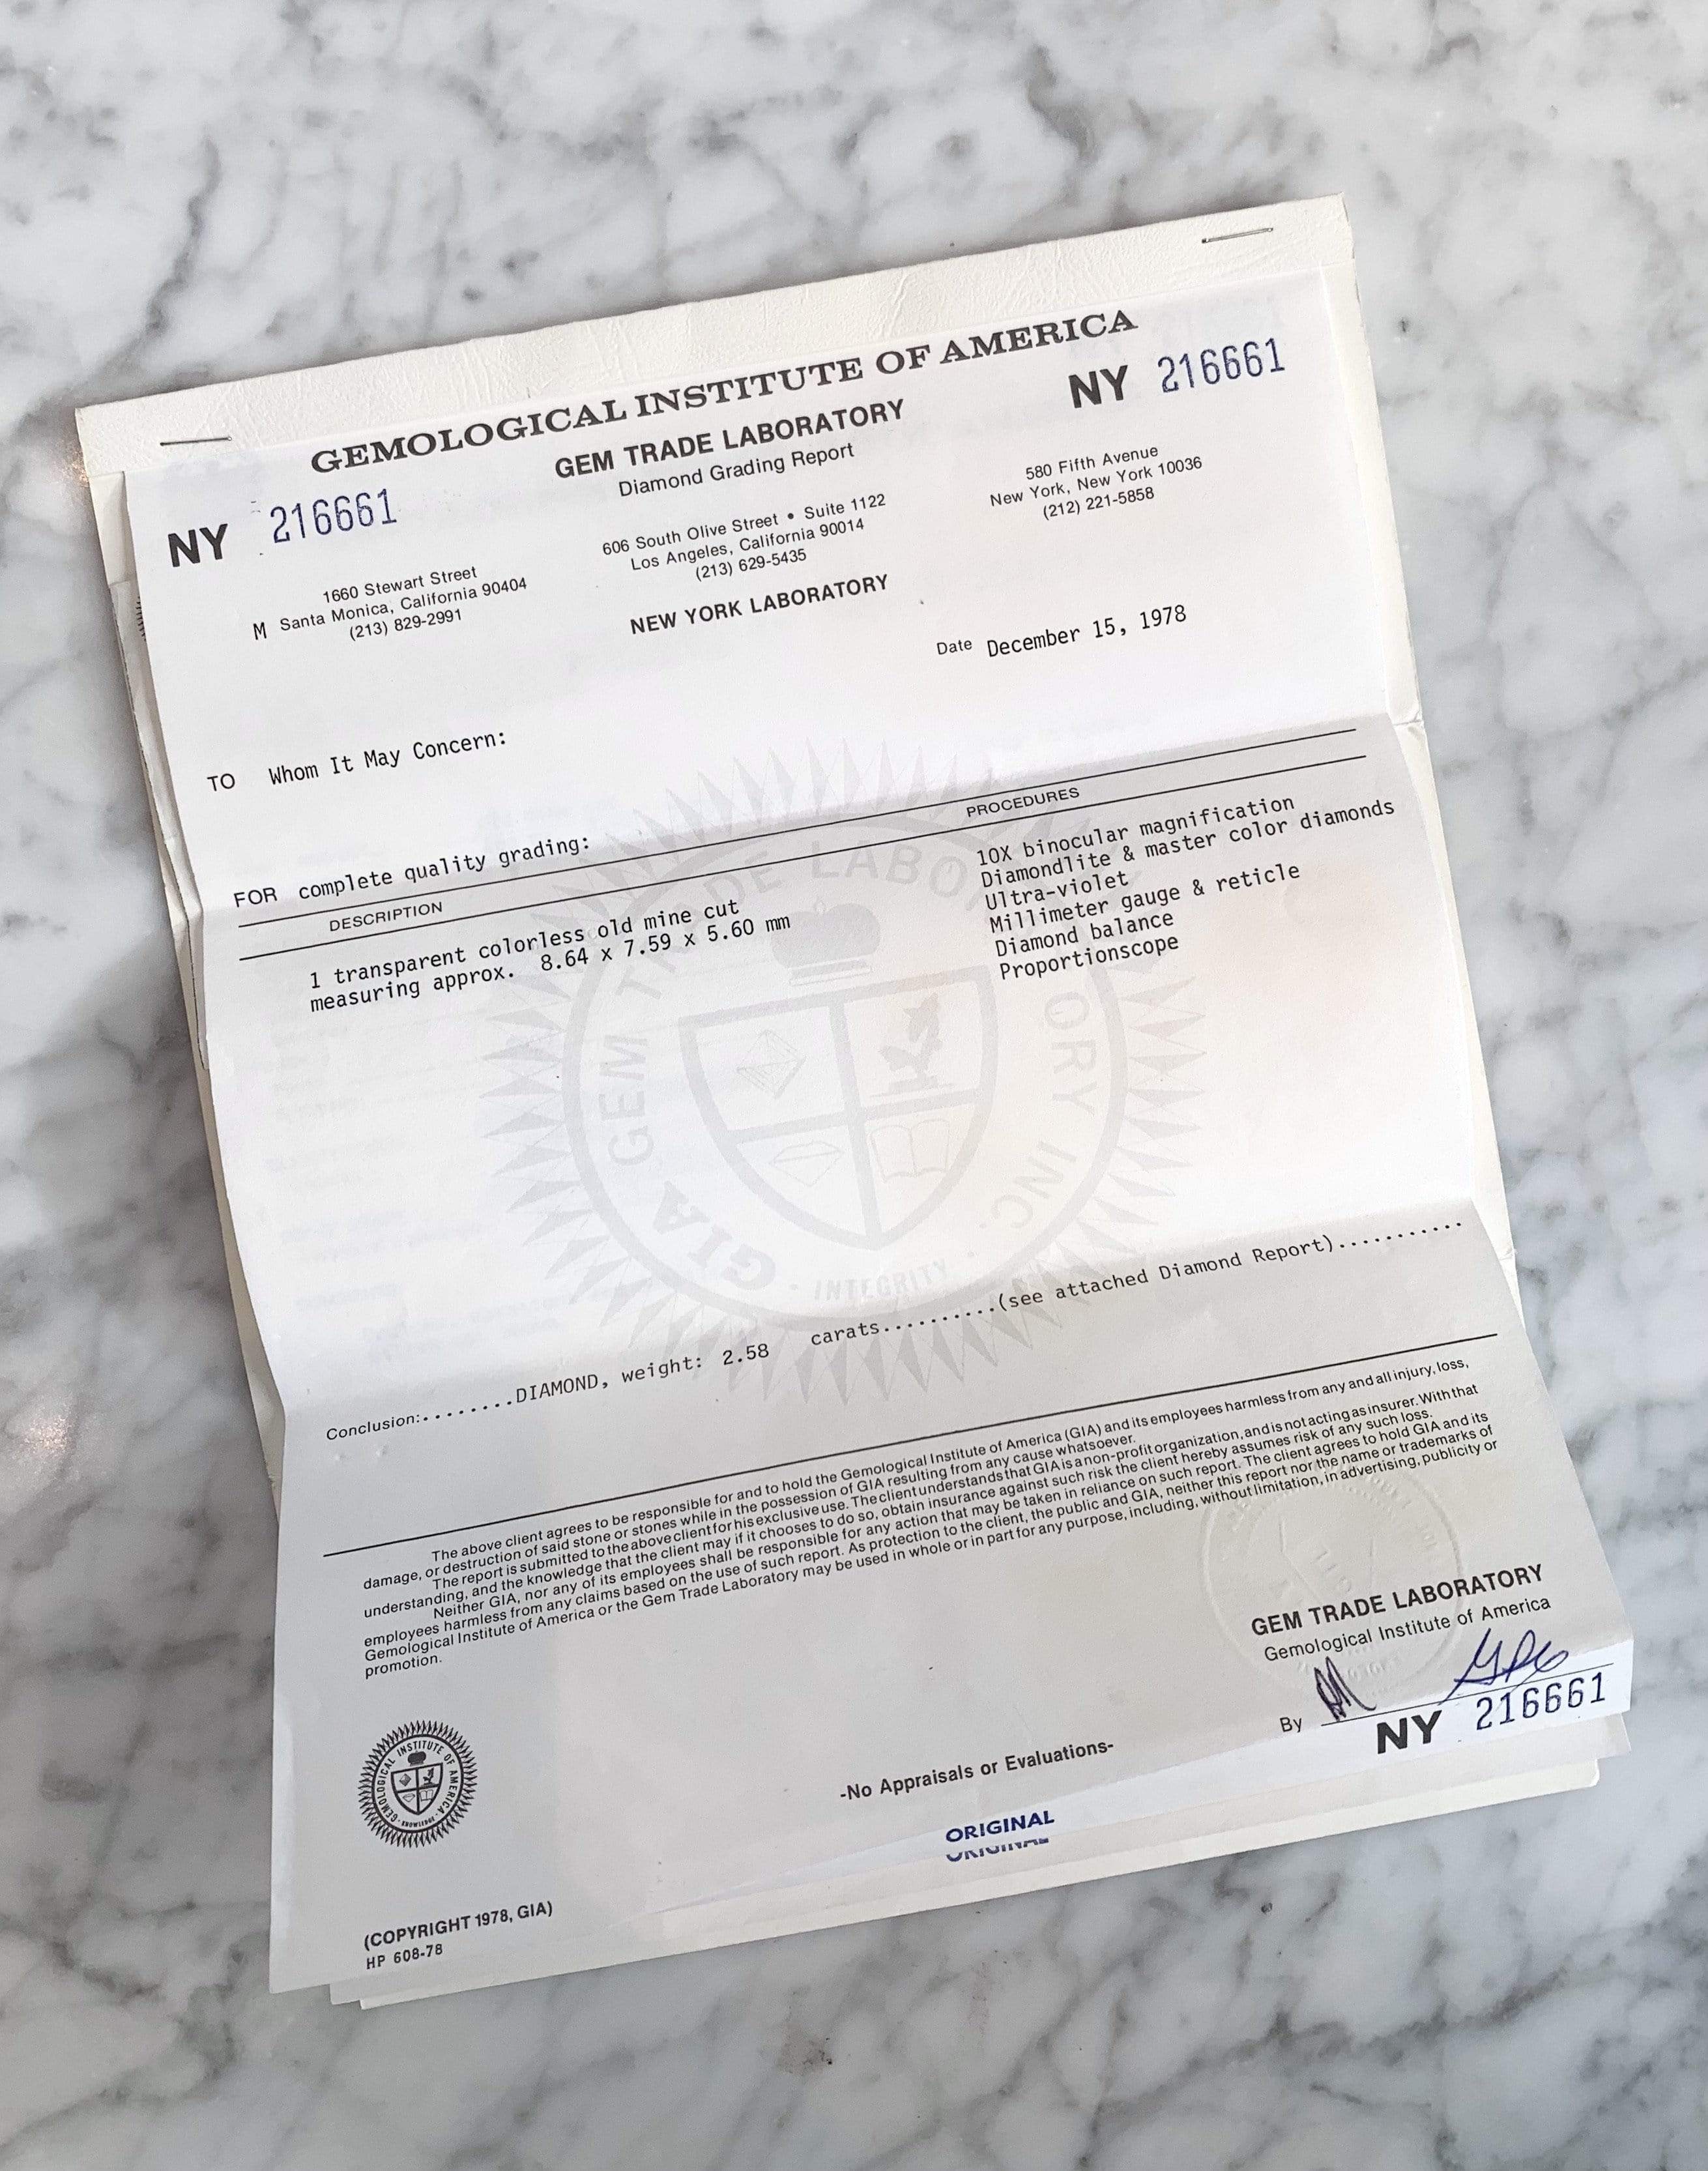 GEMOLOGICAL INSTITUTE OF AMERICA
GEM TRADE LABORATORY
Diamond Grading Report
NY 216661
NY 216661
1660 Stewart Street
M Santa Monica, California 90404
(213) 829-2991
606 South Olive Street • Suite 1122
Los Angeles, California 90014
(213) 629-5435
580 Fifth Avenue
New York, New York 10036
(212) 221-5858
NEW YORK LABORATORY
Date December 15, 1978
TO Whom It May Concern:
FOR complete quality grading:
DESCRIPTION
1 transparent colorless old mine cut
measuring approx. 8.64 x 7.59 x 5.60 mm
PROCEDURES
10X binocular magnification
Diamondlite & master color diamonds
Ultra-violet
Millimeter gauge & reticle
Diamond balance
Proportionscope
GIA GEM TRADE LABORATORY INC.
- INTEGRITY
Conclusion:........DIAMOND, weight: 2.58 carats..........(see attached Diamond Report)...........
The above client agrees to be responsible for and to hold the Gemological Institute of America (GIA) and its employees harmless from any and all injury, loss,
damage, or destruction of said stone or stones while in the possession of GIA resulting from any cause whatsoever.
The report is submitted to the above client for his exclusive use. The client understands that GIA is a non-profit organization, and is not acting as insurer. With that
understanding, and the knowledge that the client may if it chooses to do so, obtain insurance against such risk the client hereby assumes risk of any such loss.
Neither GIA, nor any of its employees shall be responsible for any action that may be taken in reliance on such report. The client agrees to hold GIA and its
employees harmless from any claims based on the use of such report. As protection to the client, the public and GIA, neither this report nor the name or trademarks of
Gemological Institute of America or the Gem Trade Laboratory may be used in whole or in part for any purpose, including, without limitation, in advertising, publicity or
promotion.
GEM TRADE LABORATORY
Gemological Institute of America
By
NY 216661
GEMOLOGICAL INSTITUTE OF AMERICA
KNOWLEDGE
-No Appraisals or Evaluations-
ORIGINAL
ORIGINAL
(COPYRIGHT 1978, GIA)
HP 608-78